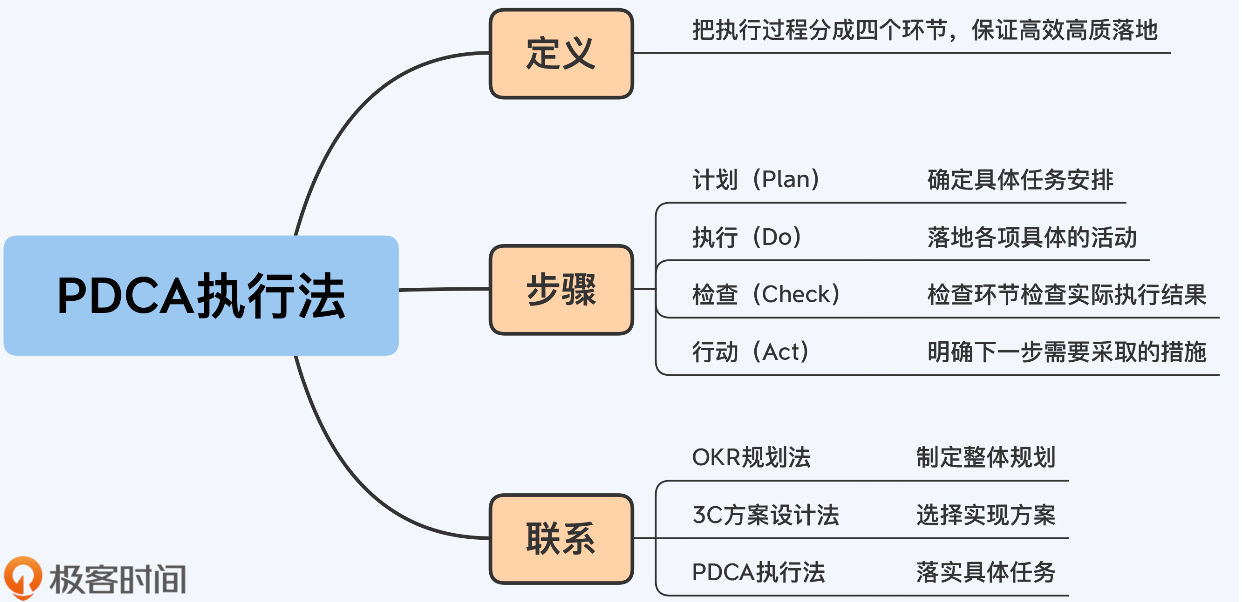 定义
把执行过程分成四个环节，保证高效高质落地
PDCA执行法
步骤
计划（Plan） 确定具体任务安排
执行（Do） 落地各项具体的活动
检查（Check） 检查环节检查实际执行结果
行动（Act） 明确下一步需要采取的措施
联系
OKR规划法 制定整体规划
3C方案设计法 选择实现方案
PDCA执行法 落实具体任务
极客时间